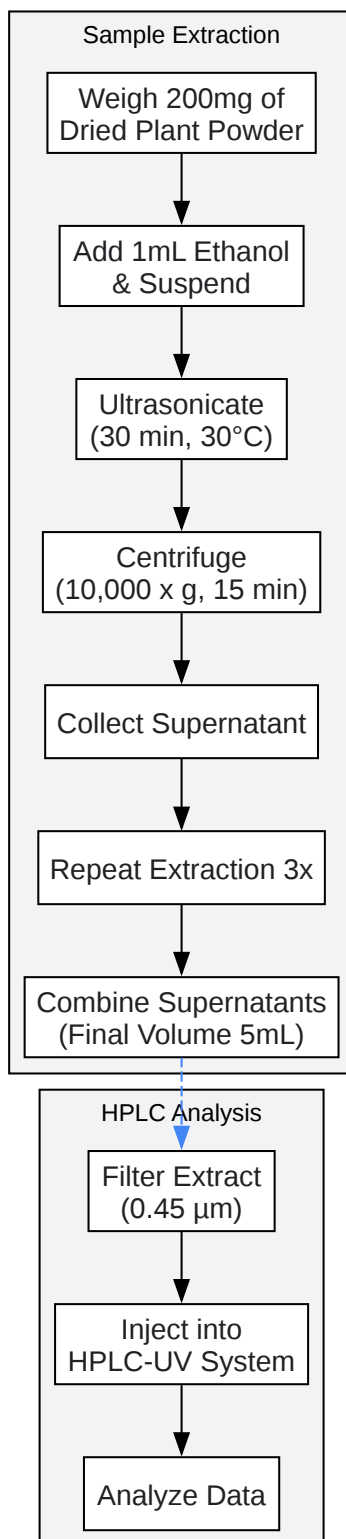 Sample Extraction
Weigh 200mg of
Dried Plant Powder
Add 1mL Ethanol
& Suspend
Ultrasonicate
(30 min, 30°C)
Centrifuge
(10,000 x g, 15 min)
Collect Supernatant
Repeat Extraction 3x
Combine Supernatants
(Final Volume 5mL)
HPLC Analysis
Filter Extract
(0.45 µm)
Inject into
HPLC-UV System
Analyze Data